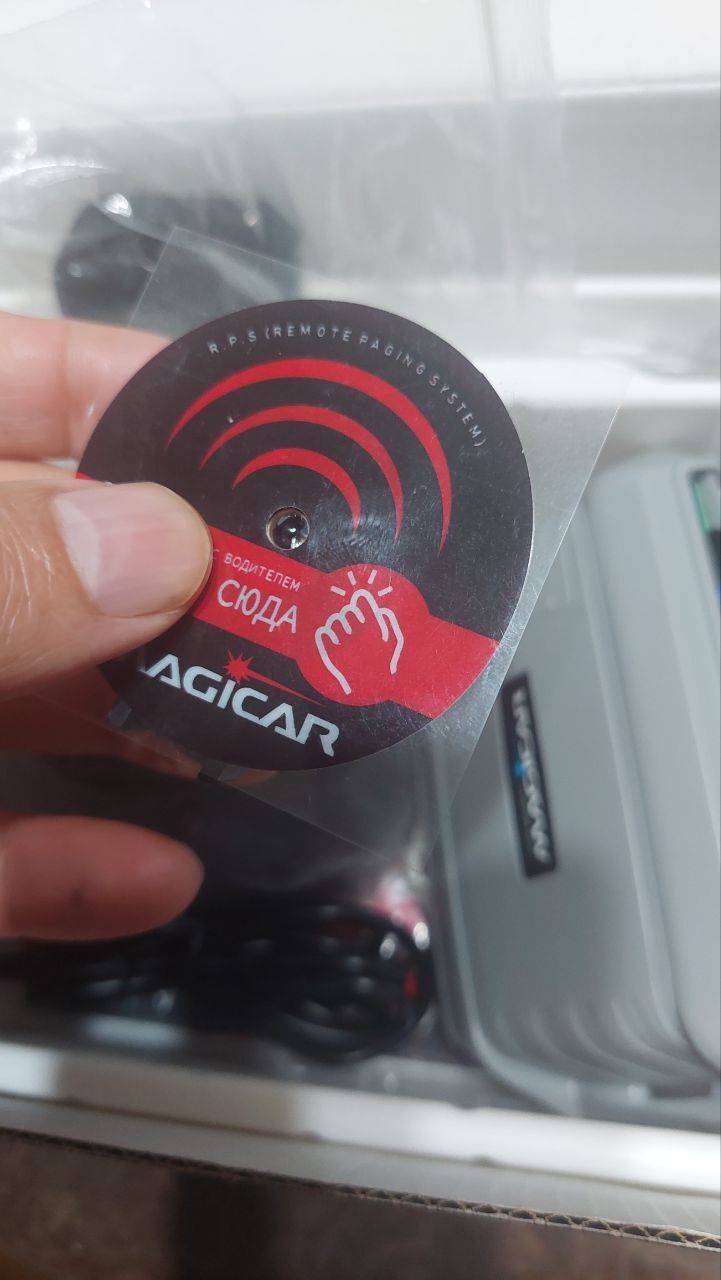 R.P.S (REMOTE PAGING SYSTEM)
С ВОДИТЕЛЕМ
СЮДА
AGICAR